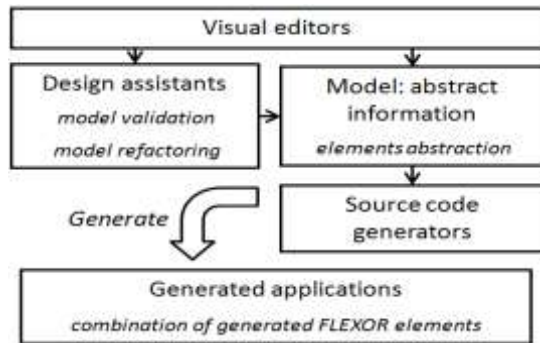 Visual editors
Design assistants
model validation
model refactoring
Model: abstract
information
elements abstraction
Generate
Source code
generators
Generated applications
combination of generated FLEXOR elements